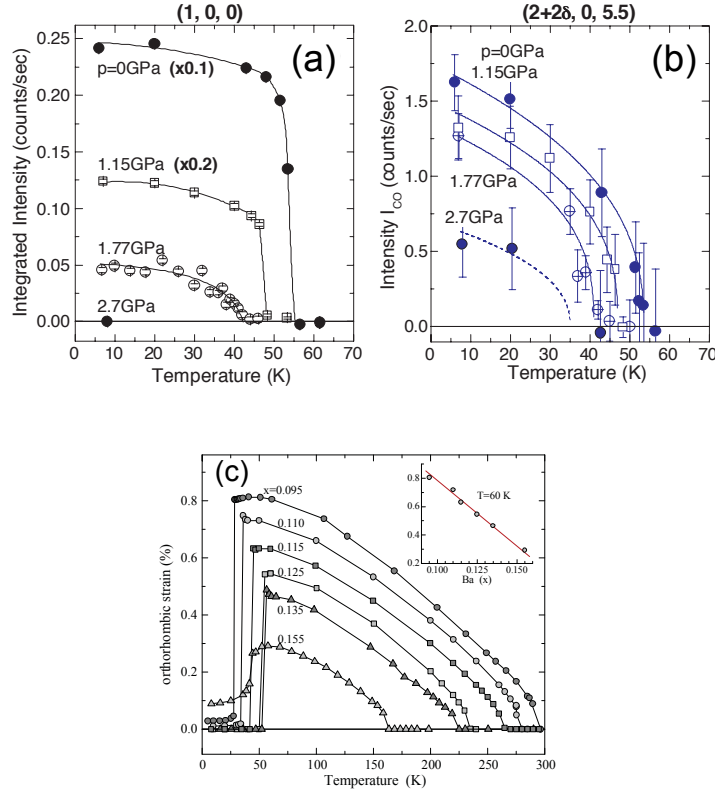 (1, 0, 0)
(2+2δ, 0, 5.5)
(a)
p=0GPa (x0.1)
1.15GPa (x0.2)
1.77GPa
2.7GPa
Integrated Intensity (counts/sec)
0.25
0.20
0.15
0.10
0.05
0.00
0 10 20 30 40 50 60 70
Temperature (K)
(b)
p=0GPa
1.15GPa
1.77GPa
2.7GPa
Intensity I_CO (counts/sec)
2.0
1.5
1.0
0.5
0.0
0 10 20 30 40 50 60 70
Temperature (K)
(c)
x=0.095
0.110
0.115
0.125
0.135
0.155
orthorhombic strain (%)
1.0
0.8
0.6
0.4
0.2
0.0
0 50 100 150 200 250 300
Temperature (K)
T=60 K
0.8
0.6
0.4
0.2
0.100 0.125 0.150
Ba (x)